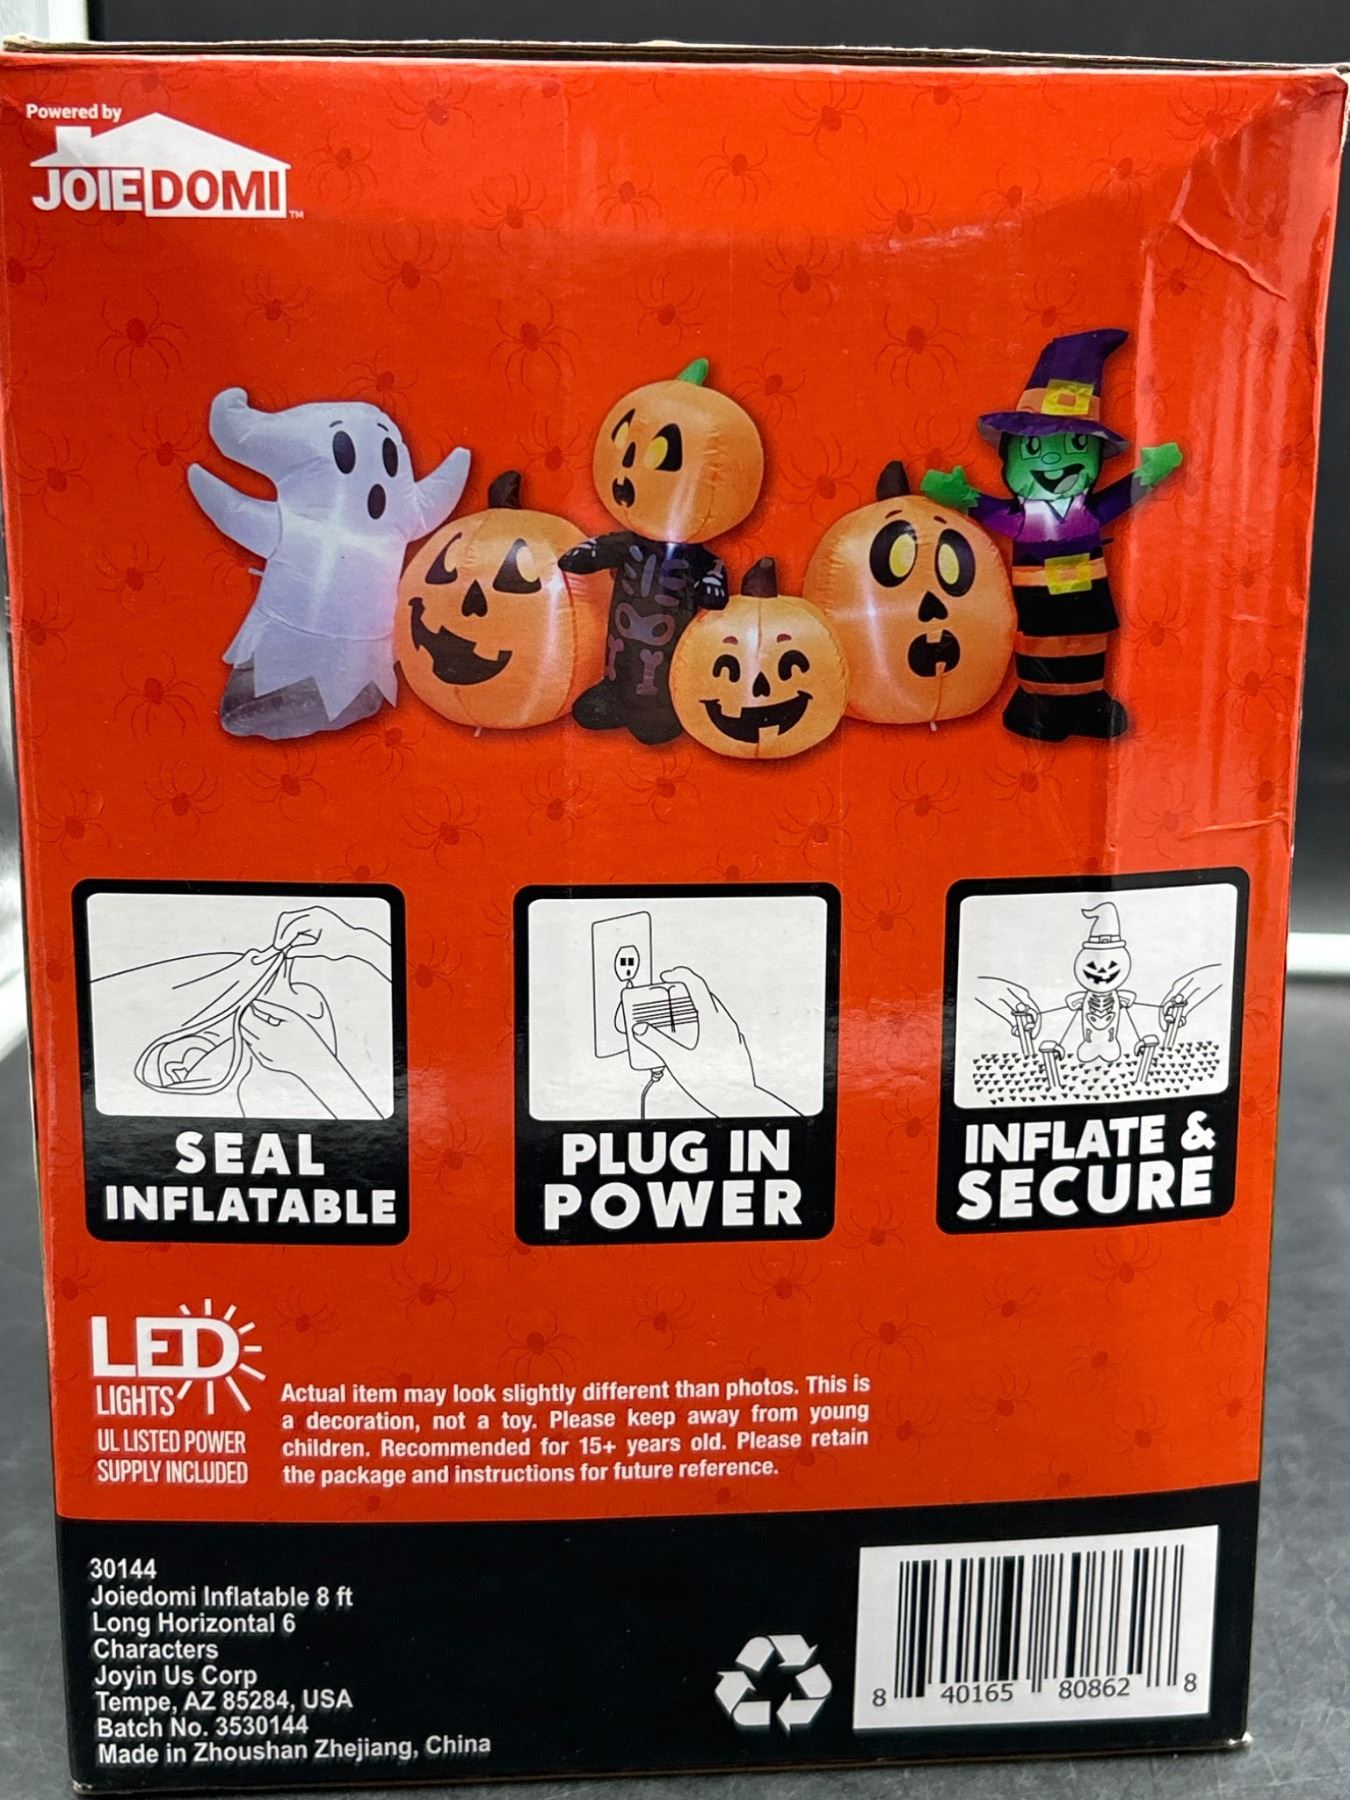 Powered by
JOIEDOMI™
SEAL
INFLATABLE
PLUG IN
POWER
INFLATE &
SECURE
LED
LIGHTS
UL LISTED POWER
SUPPLY INCLUDED
Actual item may look slightly different than photos. This is
a decoration, not a toy. Please keep away from young
children. Recommended for 15+ years old. Please retain
the package and instructions for future reference.
30144
Joiedomi Inflatable 8 ft
Long Horizontal 6
Characters
Joyin Us Corp
Tempe, AZ 85284, USA
Batch No. 3530144
Made in Zhoushan Zhejiang, China
8 40165 80862 8